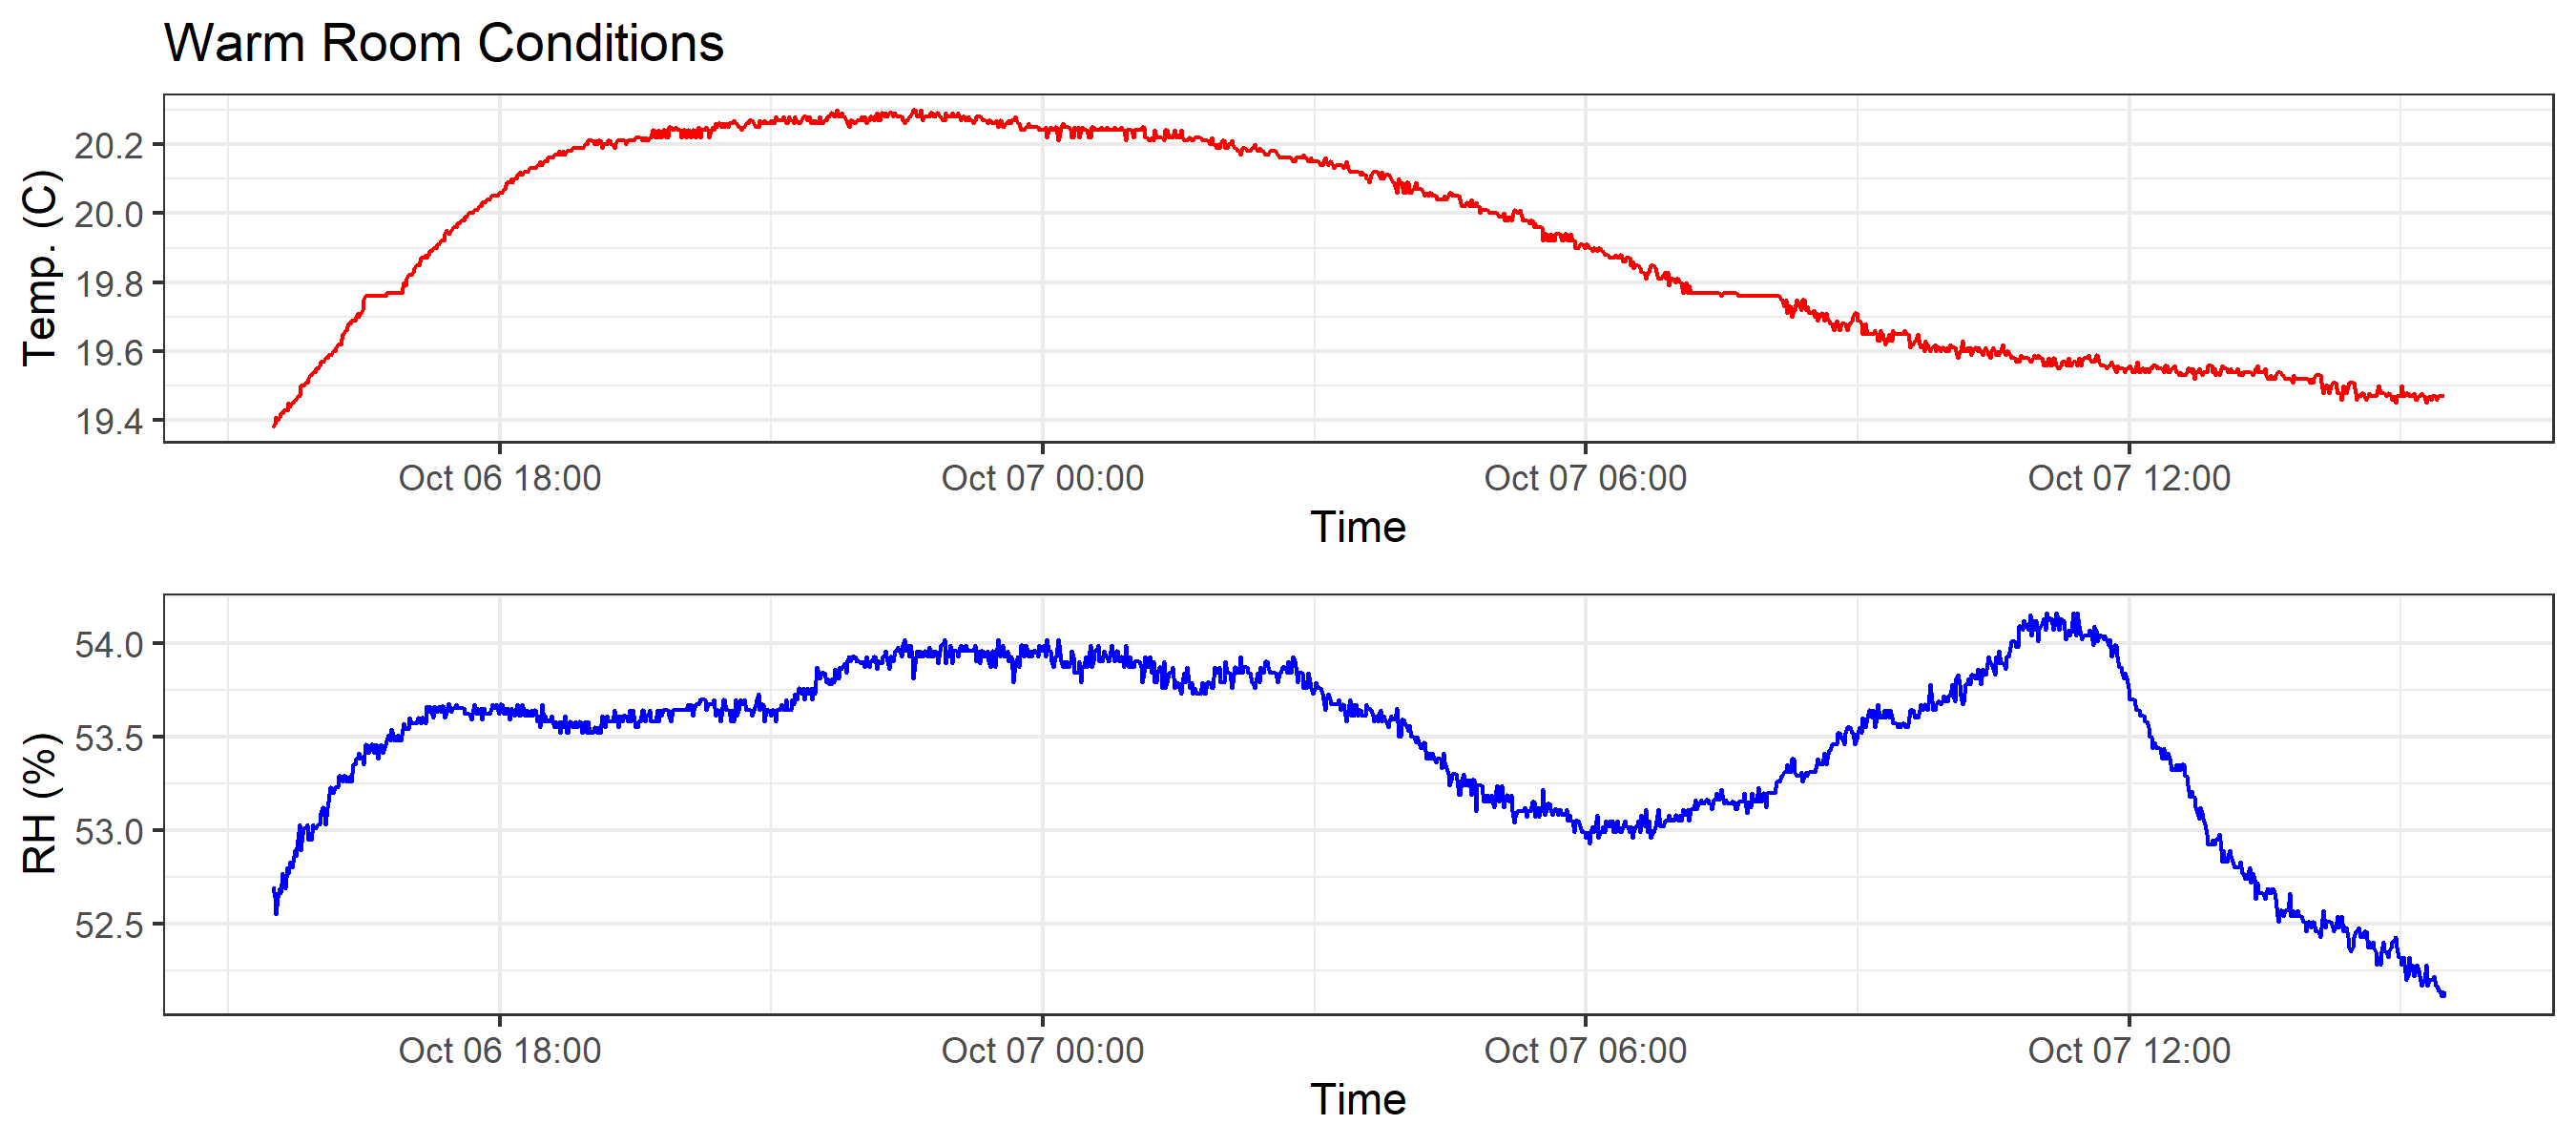 Warm Room Conditions
Temp. (C)
20.2
20.0
19.8
19.6
19.4
Oct 06 18:00 Oct 07 00:00 Oct 07 06:00 Oct 07 12:00
Time
RH (%)
54.0
53.5
53.0
52.5
Oct 06 18:00 Oct 07 00:00 Oct 07 06:00 Oct 07 12:00
Time